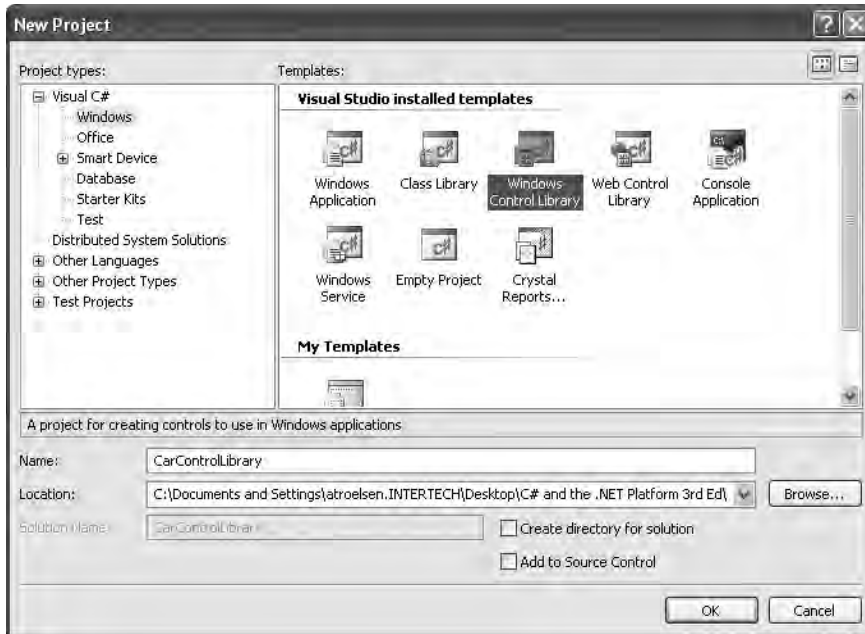 New Project
Project types:
Templates:
Visual C#
Windows
Office
Smart Device
Database
Starter Kits
Test
Distributed System Solutions
Other Languages
Other Project Types
Test Projects
Visual Studio installed templates
Windows Application
Class Library
Windows Control Library
Web Control Library
Console Application
Windows Service
Empty Project
Crystal Reports...
My Templates
A project for creating controls to use in Windows applications
Name:
CarControlLibrary
Location:
C:\Documents and Settings\atroelsen.INTERTECH\Desktop\C# and the .NET Platform 3rd Ed\
Browse...
Solution Name:
CarControlLibrary
Create directory for solution
Add to Source Control
OK
Cancel